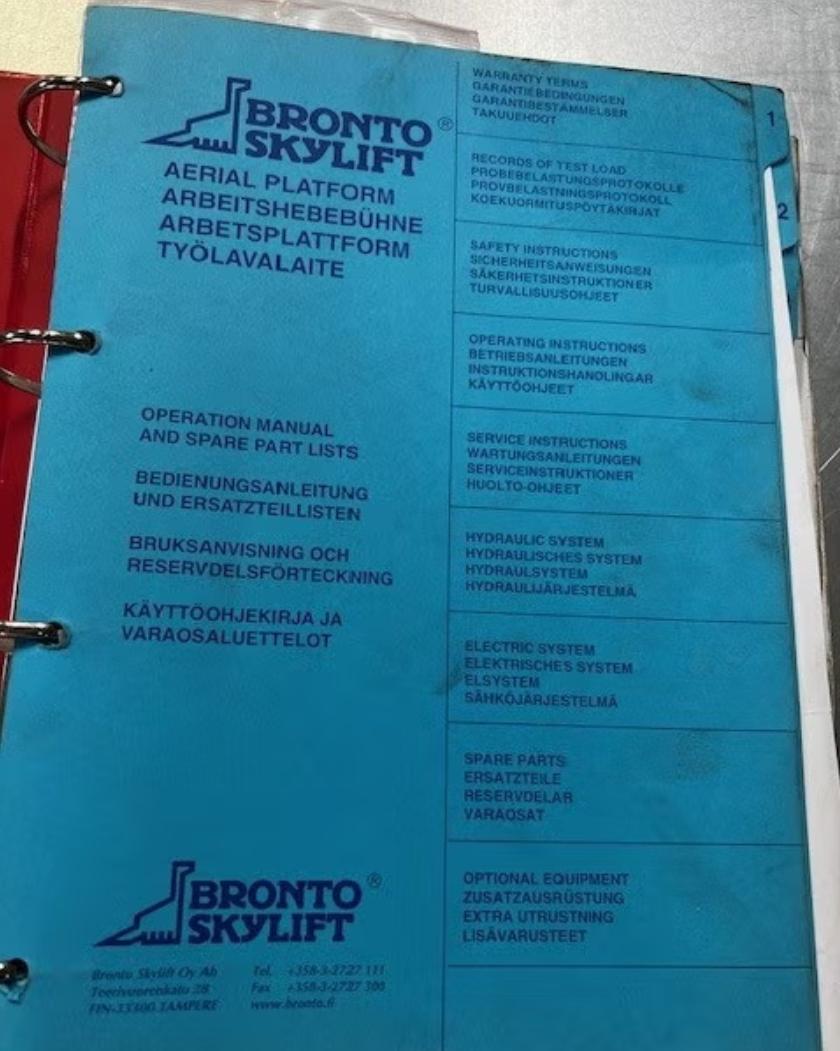 BRONTO
SKYLIFT
®
AERIAL PLATFORM
ARBEITSHEBEBÜHNE
ARBETSPLATTFORM
TYÖLAVALAITE
OPERATION MANUAL
AND SPARE PART LISTS
BEDIENUNGSANLEITUNG
UND ERSATZTEILLISTEN
BRUKSANVISNING OCH
RESERVDELSFÖRTECKNING
KÄYTTÖOHJEKIRJA JA
VARAOSALUETTELOT
BRONTO
SKYLIFT
®
Bronto Skylift Oy Ab
Teerivuorenkatu 28
FIN-33300 TAMPERE
Tel. +358-3-2727 111
Fax +358-3-2727 300
www.bronto.fi
WARRANTY TERMS
GARANTIEBEDINGUNGEN
GARANTIBESTÄMMELSER
TAKUUEHDOT
1
RECORDS OF TEST LOAD
PROBEBELASTUNGSPROTOKOLLE
PROVBELASTNINGSPROTOKOLL
KOEKUORMITUSPÖYTÄKIRJAT
2
SAFETY INSTRUCTIONS
SICHERHEITSANWEISUNGEN
SÄKERHETSINSTRUKTIONER
TURVALLISUUSOHJEET
OPERATING INSTRUCTIONS
BETRIEBSANLEITUNGEN
INSTRUKTIONSHANDLINGAR
KÄYTTÖOHJEET
SERVICE INSTRUCTIONS
WARTUNGSANLEITUNGEN
SERVICEINSTRUKTIONER
HUOLTO-OHJEET
HYDRAULIC SYSTEM
HYDRAULISCHES SYSTEM
HYDRAULSYSTEM
HYDRAULIJÄRJESTELMÄ
ELECTRIC SYSTEM
ELEKTRISCHES SYSTEM
ELSYSTEM
SÄHKÖJÄRJESTELMÄ
SPARE PARTS
ERSATZTEILE
RESERVDELAR
VARAOSAT
OPTIONAL EQUIPMENT
ZUSATZAUSRÜSTUNG
EXTRA UTRUSTNING
LISÄVARUSTEET